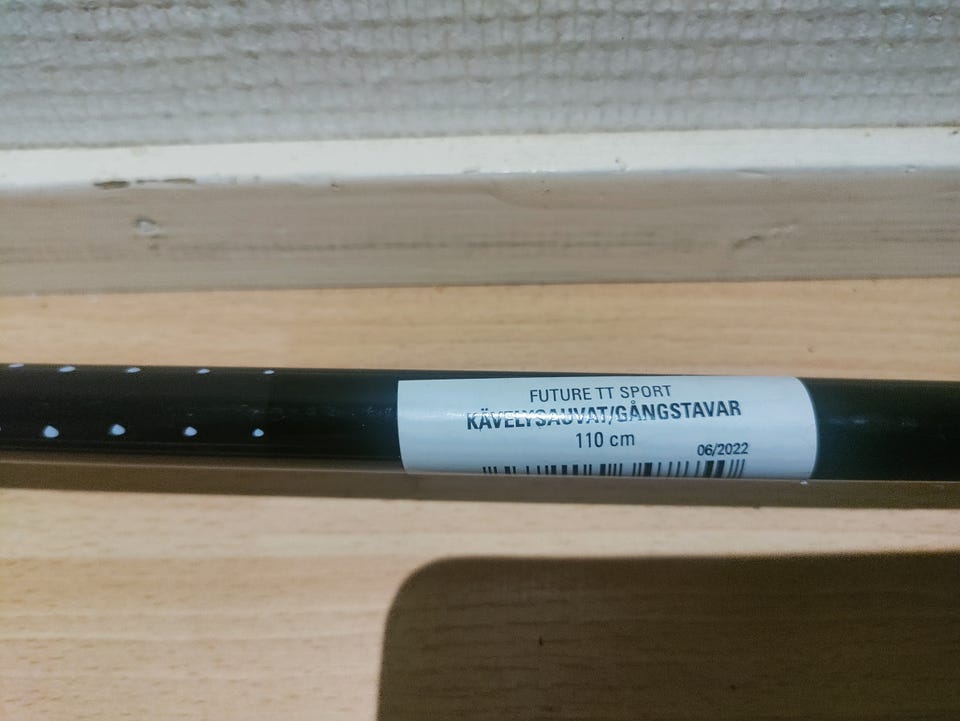 FUTURE TT SPORT
KÄVELYSAUVAT/GÅNGSTAVAR
110 cm
06/2022